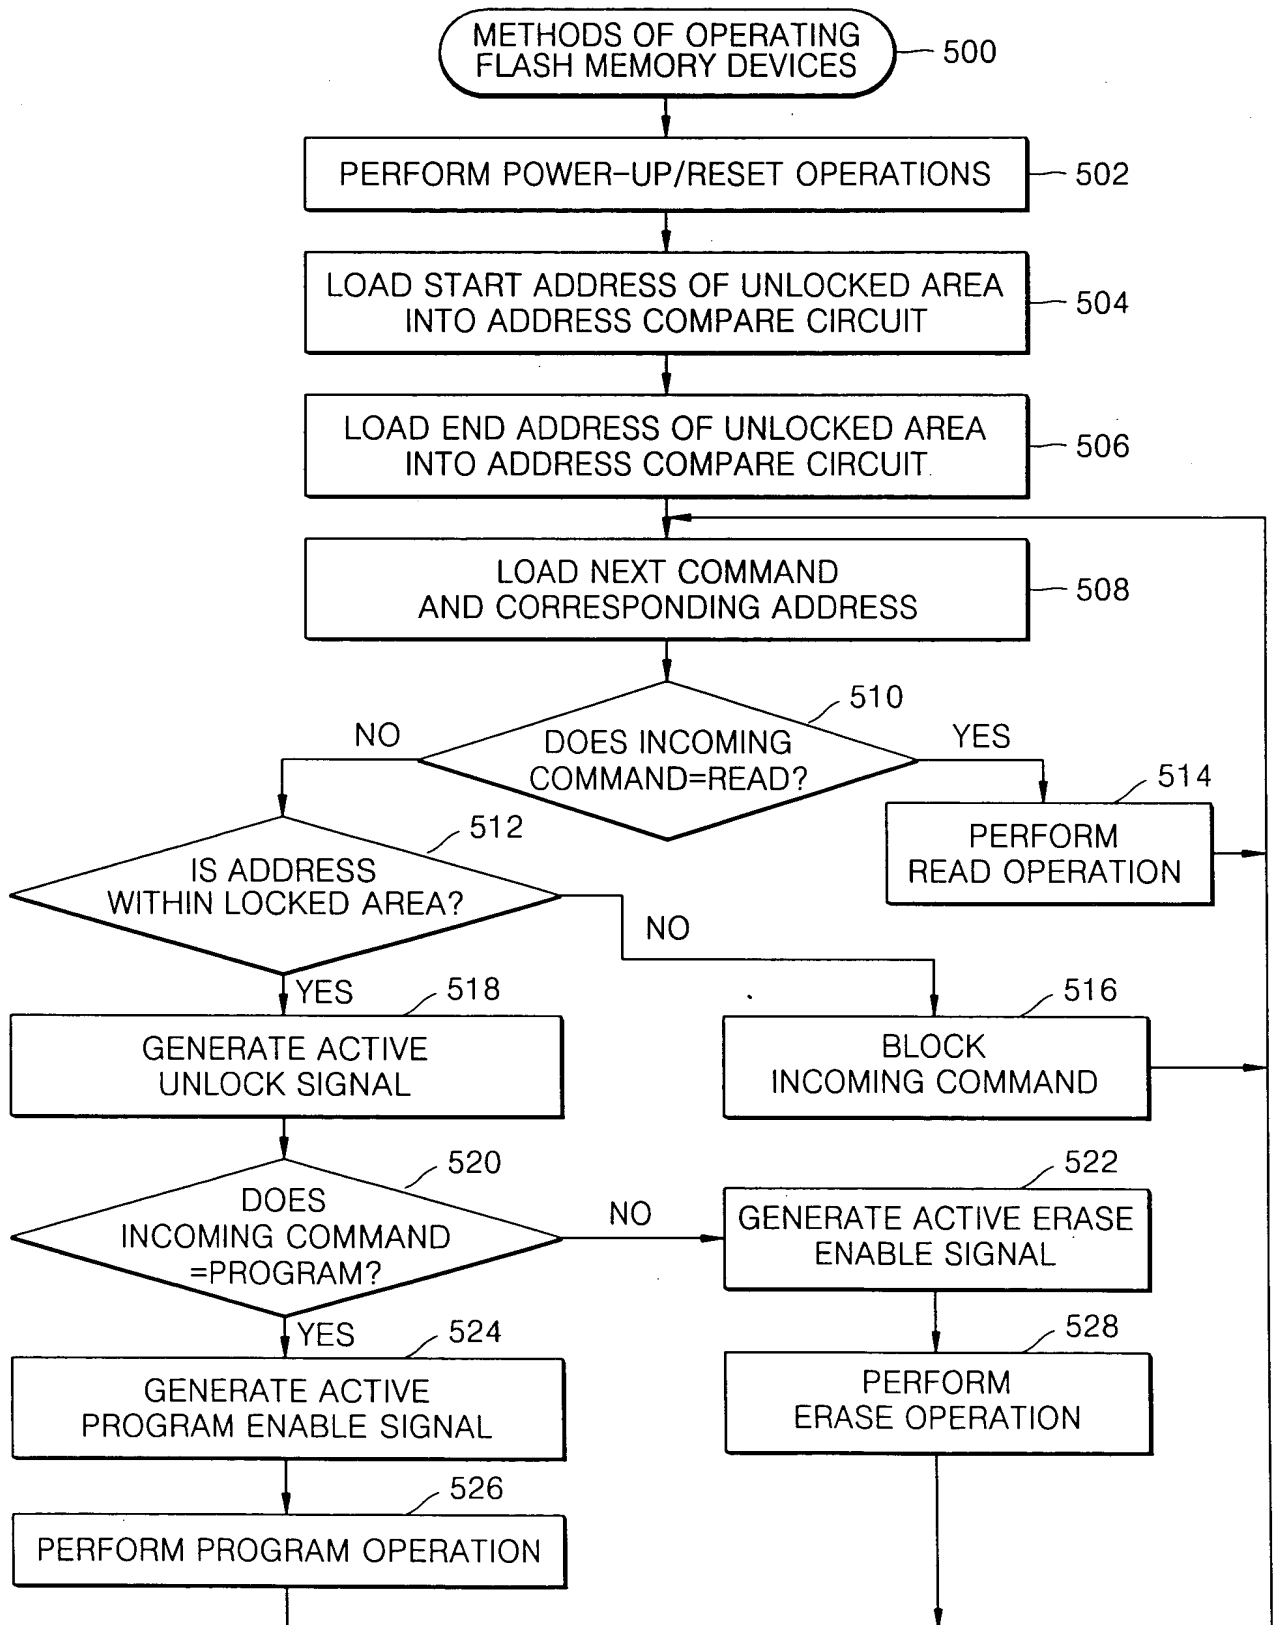 METHODS OF OPERATING
FLASH MEMORY DEVICES
500
PERFORM POWER-UP/RESET OPERATIONS
502
LOAD START ADDRESS OF UNLOCKED AREA
INTO ADDRESS COMPARE CIRCUIT
504
LOAD END ADDRESS OF UNLOCKED AREA
INTO ADDRESS COMPARE CIRCUIT
506
LOAD NEXT COMMAND
AND CORRESPONDING ADDRESS
508
510
NO
DOES INCOMING
COMMAND=READ?
YES
514
PERFORM
READ OPERATION
512
IS ADDRESS
WITHIN LOCKED AREA?
NO
YES
518
GENERATE ACTIVE
UNLOCK SIGNAL
516
BLOCK
INCOMING COMMAND
520
DOES
INCOMING COMMAND
=PROGRAM?
NO
522
GENERATE ACTIVE ERASE
ENABLE SIGNAL
YES
524
GENERATE ACTIVE
PROGRAM ENABLE SIGNAL
528
PERFORM
ERASE OPERATION
526
PERFORM PROGRAM OPERATION